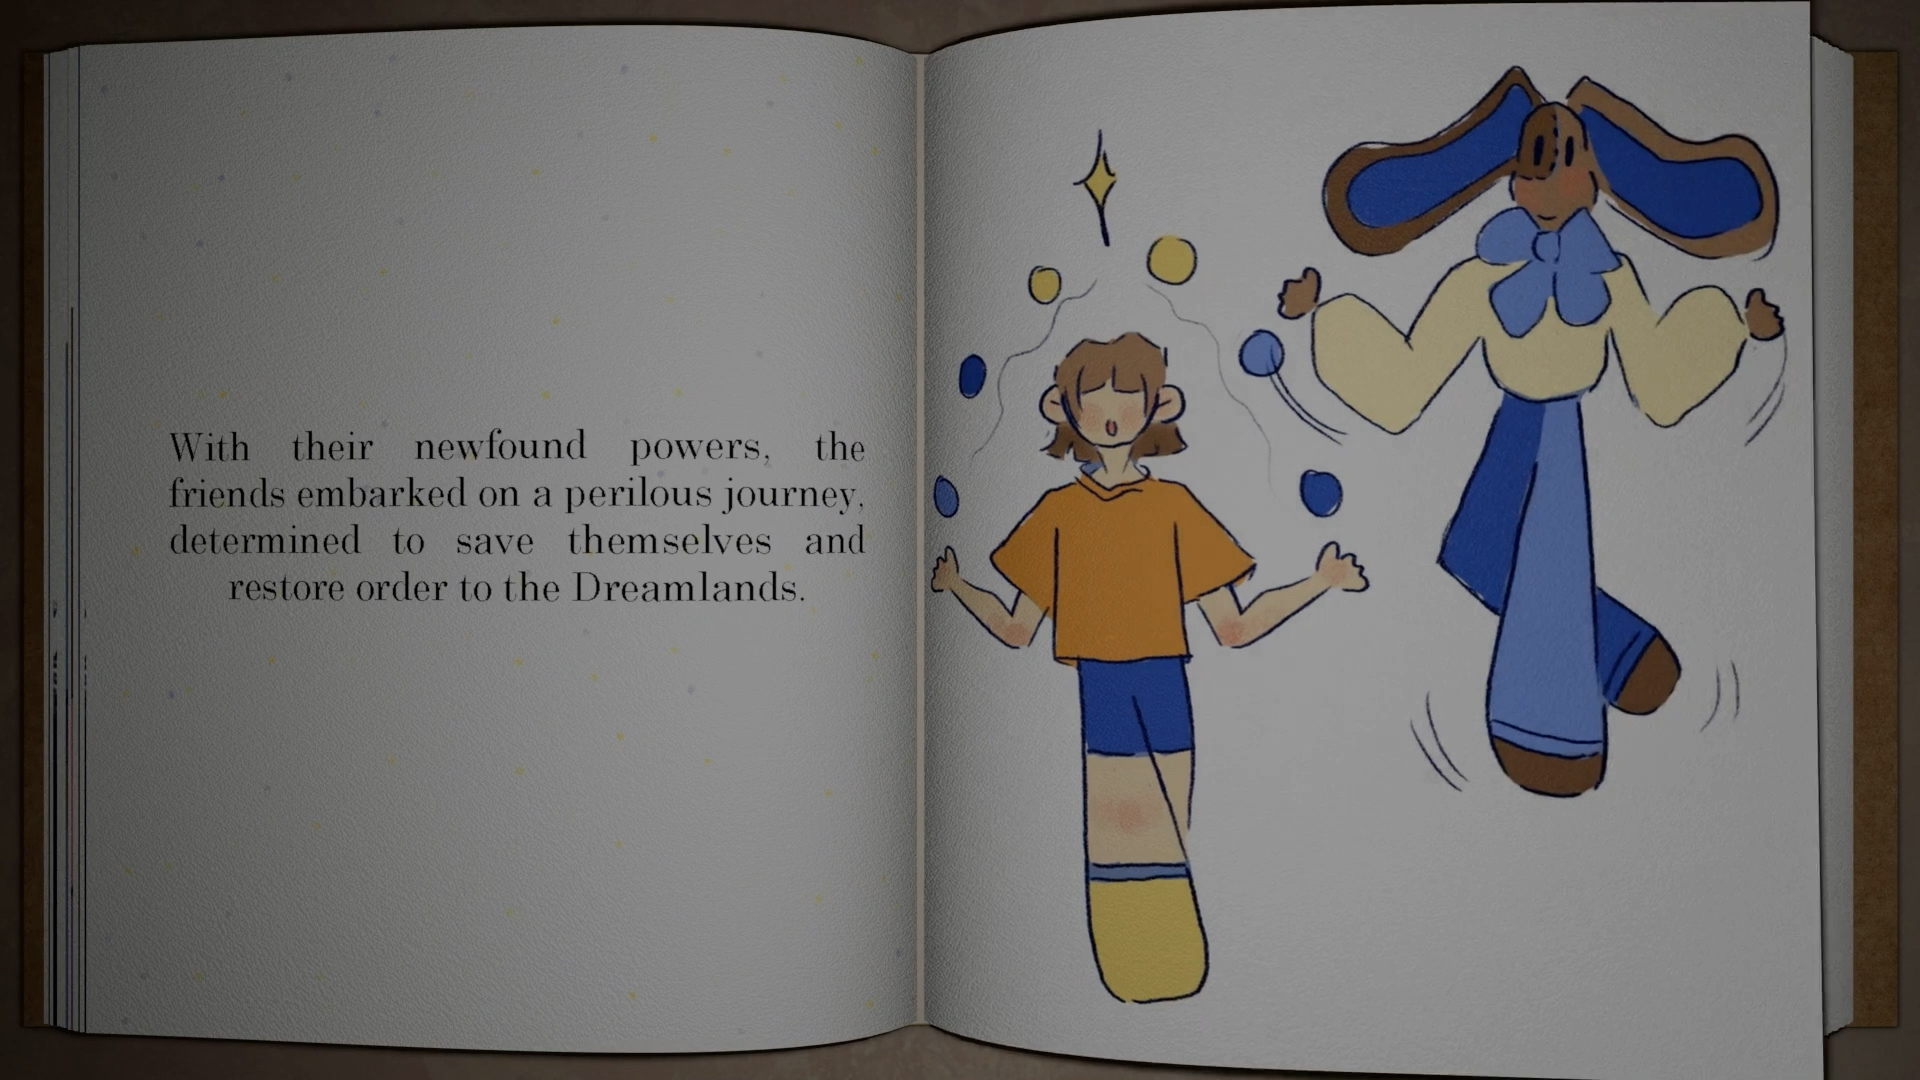 With their newfound powers, the
friends embarked on a perilous journey,
determined to save themselves and
restore order to the Dreamlands.